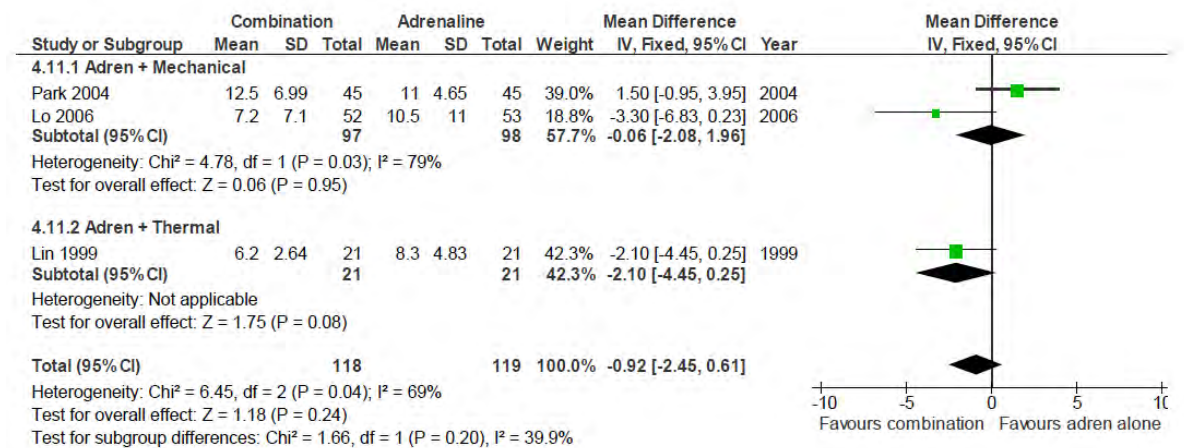 Combination Adrenaline Mean Difference Mean Difference
Study or Subgroup Mean SD Total Mean SD Total Weight IV, Fixed, 95% CI Year IV, Fixed, 95% CI
4.11.1 Adren + Mechanical
Park 2004 12.5 6.99 45 11 4.65 45 39.0% 1.50 [-0.95, 3.95] 2004
Lo 2006 7.2 7.1 52 10.5 11 53 18.8% -3.30 [-6.83, 0.23] 2006
Subtotal (95% CI) 97 98 57.7% -0.06 [-2.08, 1.96]
Heterogeneity: Chi² = 4.78, df = 1 (P = 0.03); I² = 79%
Test for overall effect: Z = 0.06 (P = 0.95)
4.11.2 Adren + Thermal
Lin 1999 6.2 2.64 21 8.3 4.83 21 42.3% -2.10 [-4.45, 0.25] 1999
Subtotal (95% CI) 21 21 42.3% -2.10 [-4.45, 0.25]
Heterogeneity: Not applicable
Test for overall effect: Z = 1.75 (P = 0.08)
Total (95% CI) 118 119 100.0% -0.92 [-2.45, 0.61]
Heterogeneity: Chi² = 6.45, df = 2 (P = 0.04); I² = 69%
Test for overall effect: Z = 1.18 (P = 0.24)
Test for subgroup differences: Chi² = 1.66, df = 1 (P = 0.20), I² = 39.9%
-10 -5 0 5 10
Favours combination Favours adren alone